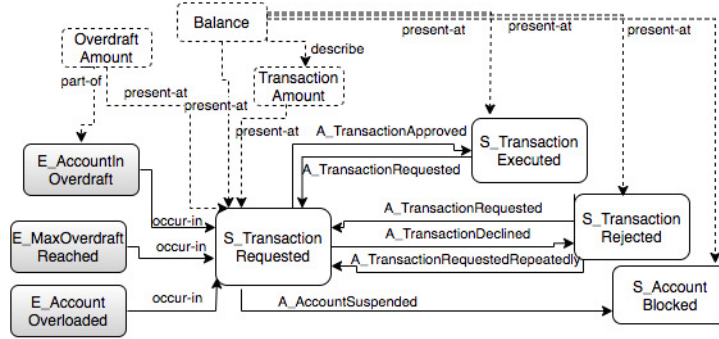 Balance
present-at
present-at
present-at
Overdraft
Amount
describe
part-of
Transaction
Amount
present-at
present-at
present-at
A_TransactionApproved
S_Transaction
Executed
E_AccountIn
Overdraft
A_TransactionRequested
occur-in
A_TransactionRequested
S_Transaction
Rejected
E_MaxOverdraft
Reached
occur-in
S_Transaction
Requested
A_TransactionDeclined
A_TransactionRequestedRepeatedly
E_Account
Overloaded
occur-in
A_AccountSuspended
S_Account
Blocked